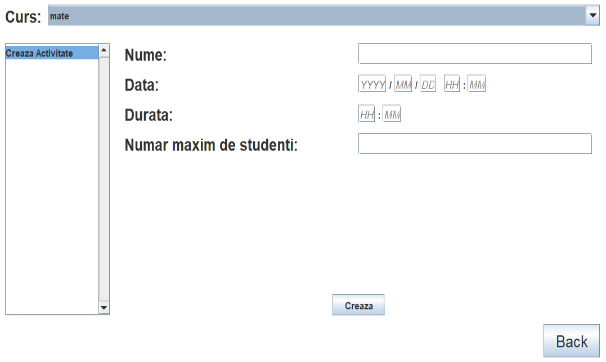 Curs: mate
Creaza Activitate
Nume:
Data: YYYY / MM / DD HH : MM
Durata: HH : MM
Numar maxim de studenti:
Creaza
Back